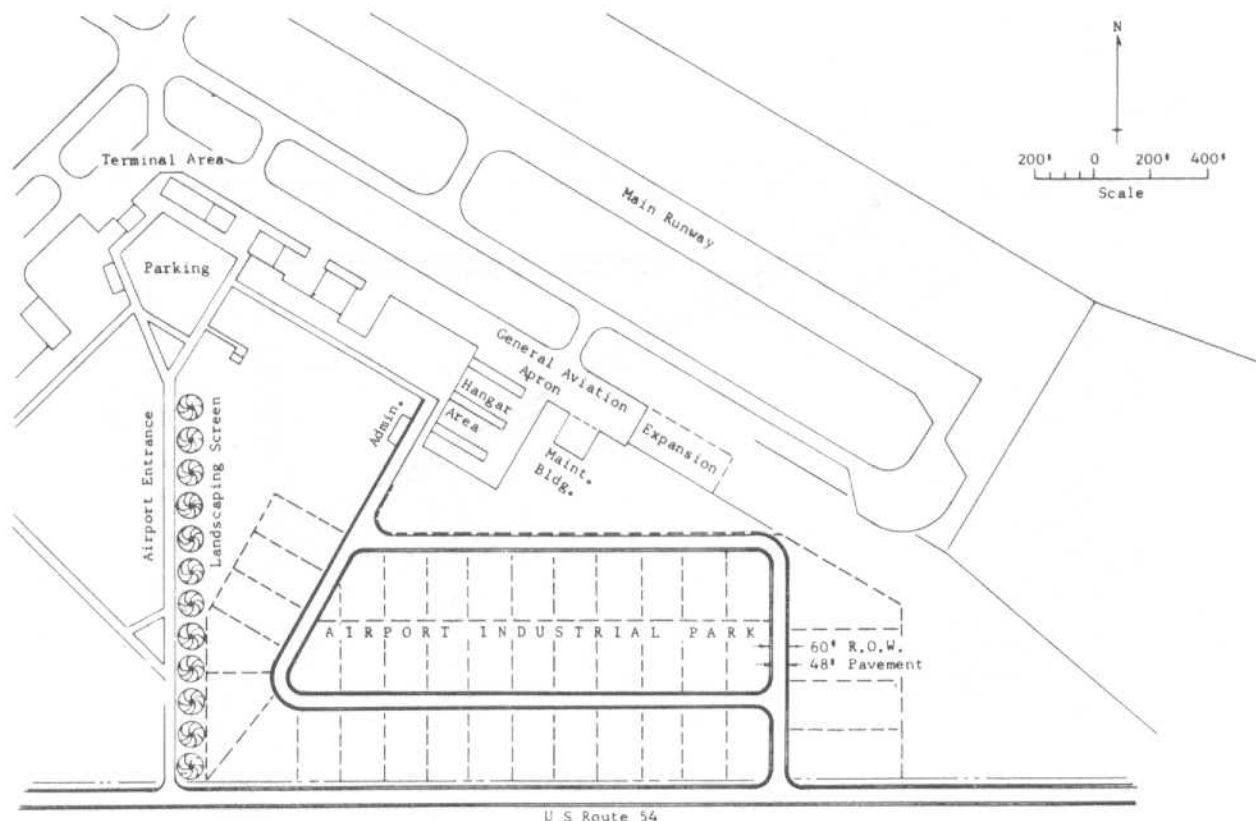 N
200' 0 200' 400'
Scale
Terminal Area
Main Runway
Parking
General Aviation
Apron
Hangar
Area
Admin.
Expansion
Maint.
Bldg.
Airport Entrance
Landscaping Screen
AIRPORT INDUSTRIAL PARK
60' R.O.W.
48' Pavement
U S Route 54